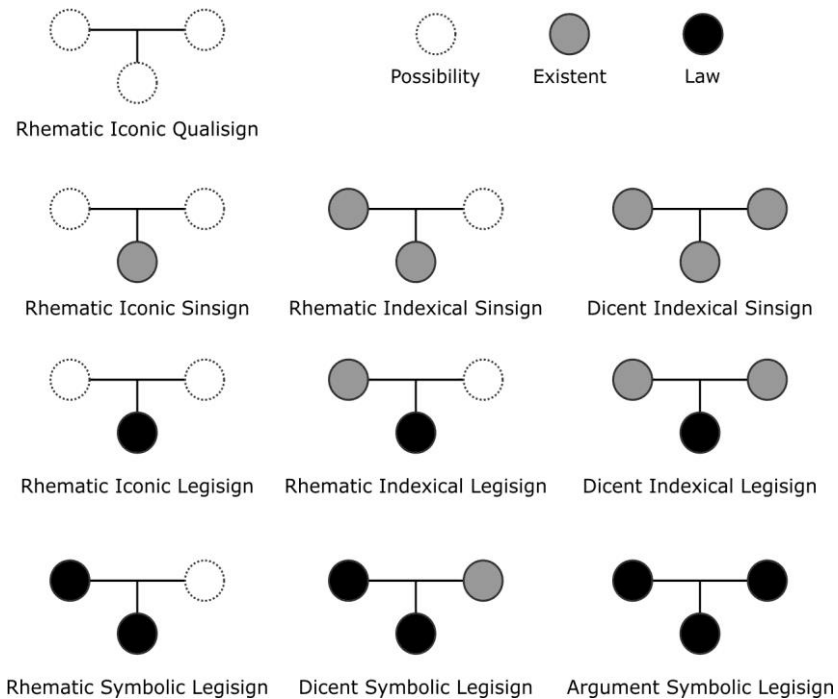 Possibility Existent Law
Rhematic Iconic Qualisign
Rhematic Iconic Sinsign Rhematic Indexical Sinsign Dicent Indexical Sinsign
Rhematic Iconic Legisign Rhematic Indexical Legisign Dicent Indexical Legisign
Rhematic Symbolic Legisign Dicent Symbolic Legisign Argument Symbolic Legisign